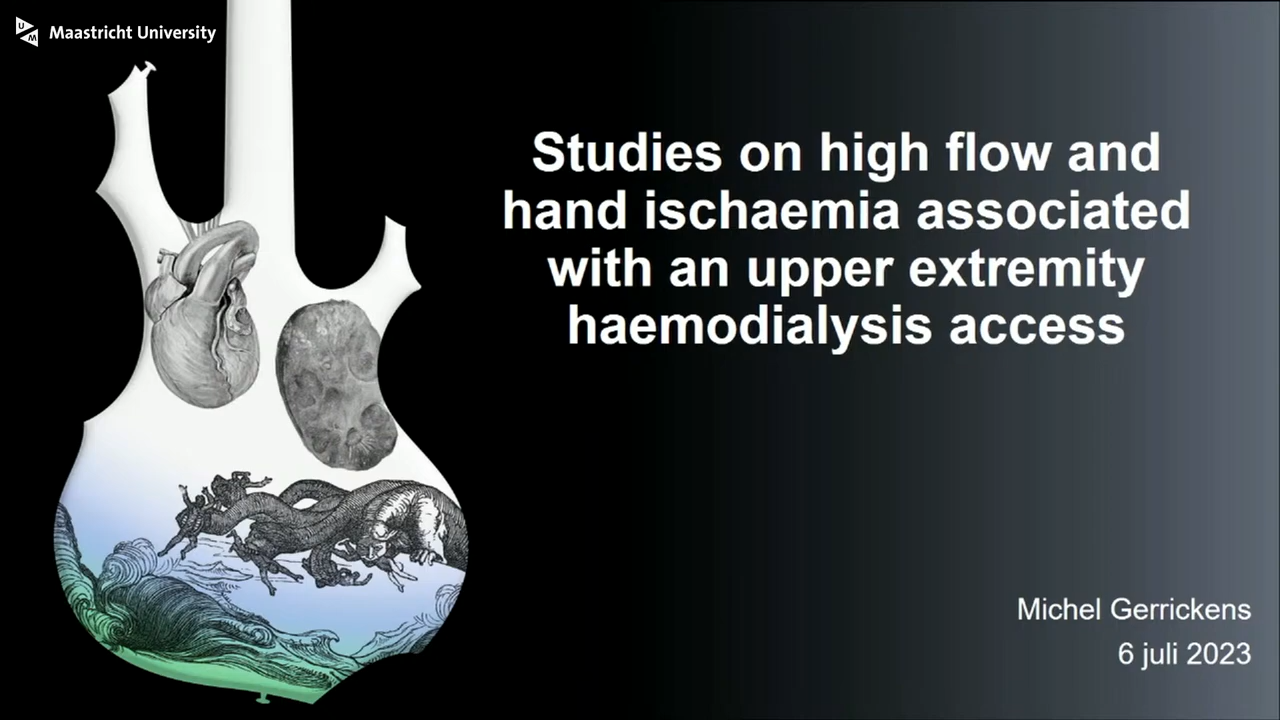 UM Maastricht University
Studies on high flow and
hand ischaemia associated
with an upper extremity
haemodialysis access
Michel Gerrickens
6 juli 2023